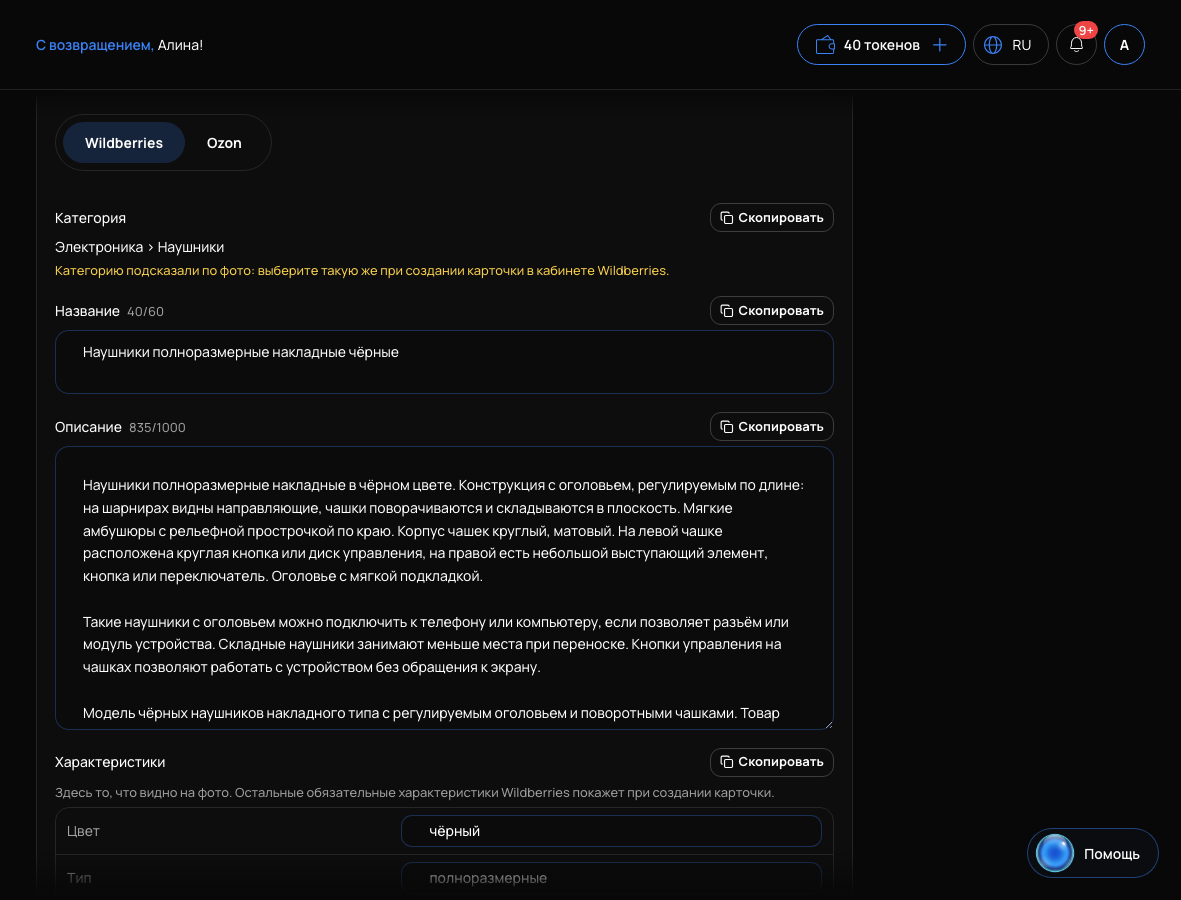 С возвращением, Алина!
40 токенов
RU
9+
A
Wildberries
Ozon
Категория
Скопировать
Электроника > Наушники
Категорию подсказали по фото: выберите такую же при создании карточки в кабинете Wildberries.
Название 40/60
Скопировать
Наушники полноразмерные накладные чёрные
Описание 835/1000
Скопировать
Наушники полноразмерные накладные в чёрном цвете. Конструкция с оголовьем, регулируемым по длине:
на шарнирах видны направляющие, чашки поворачиваются и складываются в плоскость. Мягкие
амбушюры с рельефной прострочкой по краю. Корпус чашек круглый, матовый. На левой чашке
расположена круглая кнопка или диск управления, на правой есть небольшой выступающий элемент,
кнопка или переключатель. Оголовье с мягкой подкладкой.
Такие наушники с оголовьем можно подключить к телефону или компьютеру, если позволяет разъём или
модуль устройства. Складные наушники занимают меньше места при переноске. Кнопки управления на
чашках позволяют работать с устройством без обращения к экрану.
Модель чёрных наушников накладного типа с регулируемым оголовьем и поворотными чашками. Товар
Характеристики
Скопировать
Здесь то, что видно на фото. Остальные обязательные характеристики Wildberries покажет при создании карточки.
Цвет
чёрный
Тип
полноразмерные
Помощь